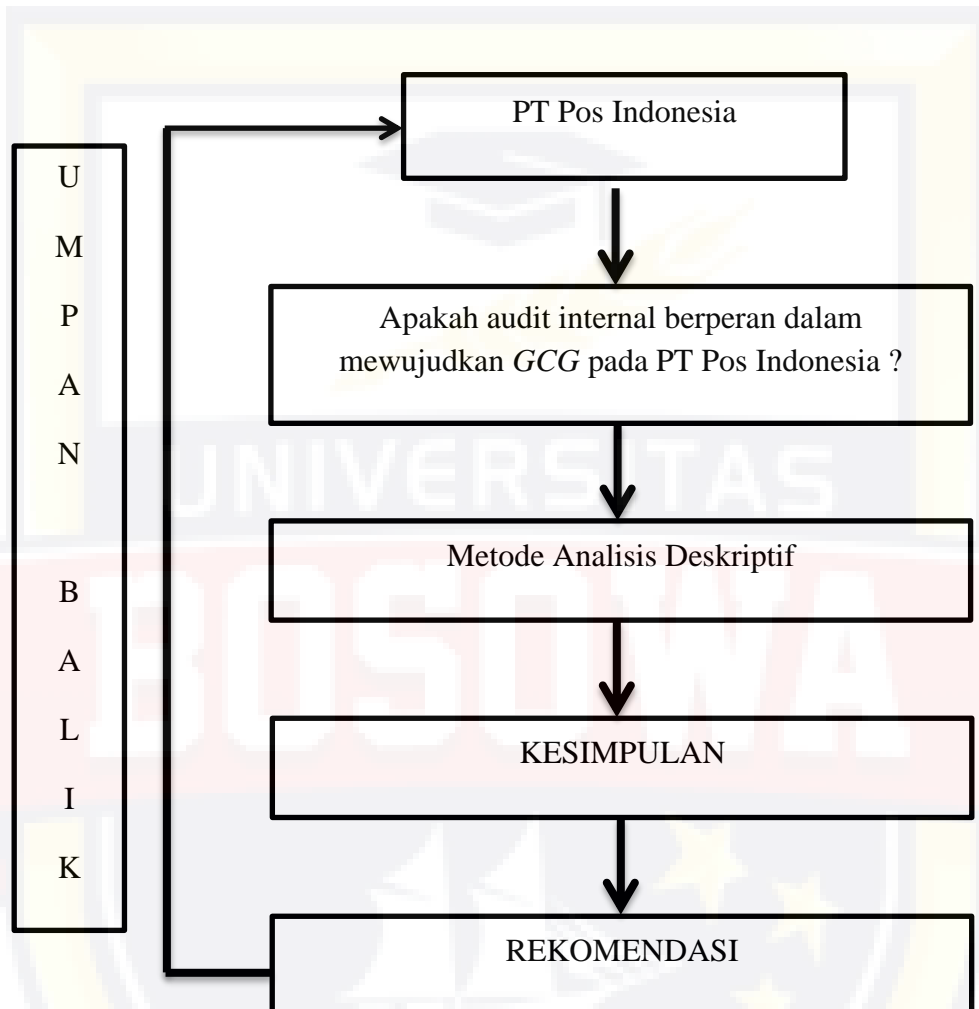 PT Pos Indonesia
U
M
P
A
N
B
A
L
I
K
Apakah audit internal berperan dalam
mewujudkan GCG pada PT Pos Indonesia ?
Metode Analisis Deskriptif
KESIMPULAN
REKOMENDASI
UNIVERSITAS
BOSOWA